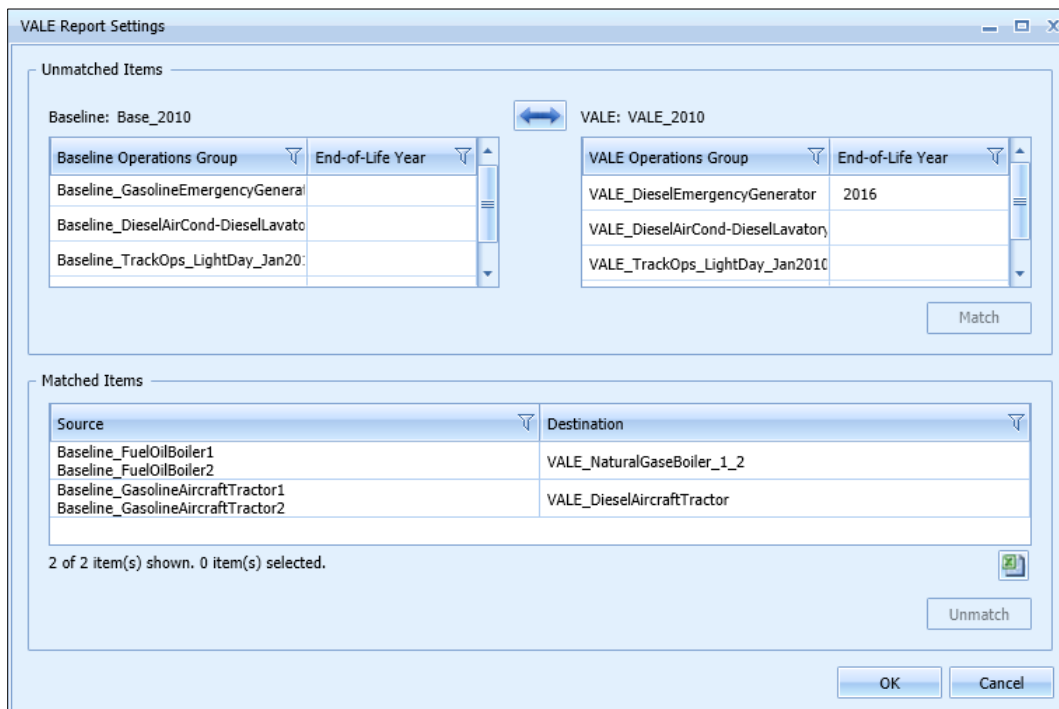 VALE Report Settings
Unmatched Items
Baseline: Base_2010
VALE: VALE_2010
Baseline Operations Group End-of-Life Year
Baseline_GasolineEmergencyGenerat
Baseline_DieselAirCond-DieselLavato
Baseline_TrackOps_LightDay_Jan201
VALE Operations Group End-of-Life Year
VALE_DieselEmergencyGenerator 2016
VALE_DieselAirCond-DieselLavatory
VALE_TrackOps_LightDay_Jan2010
Match
Matched Items
Source Destination
Baseline_FuelOilBoiler1
Baseline_FuelOilBoiler2
VALE_NaturalGaseBoiler_1_2
Baseline_GasolineAircraftTractor1
Baseline_GasolineAircraftTractor2
VALE_DieselAircraftTractor
2 of 2 item(s) shown. 0 item(s) selected.
Unmatch
OK Cancel